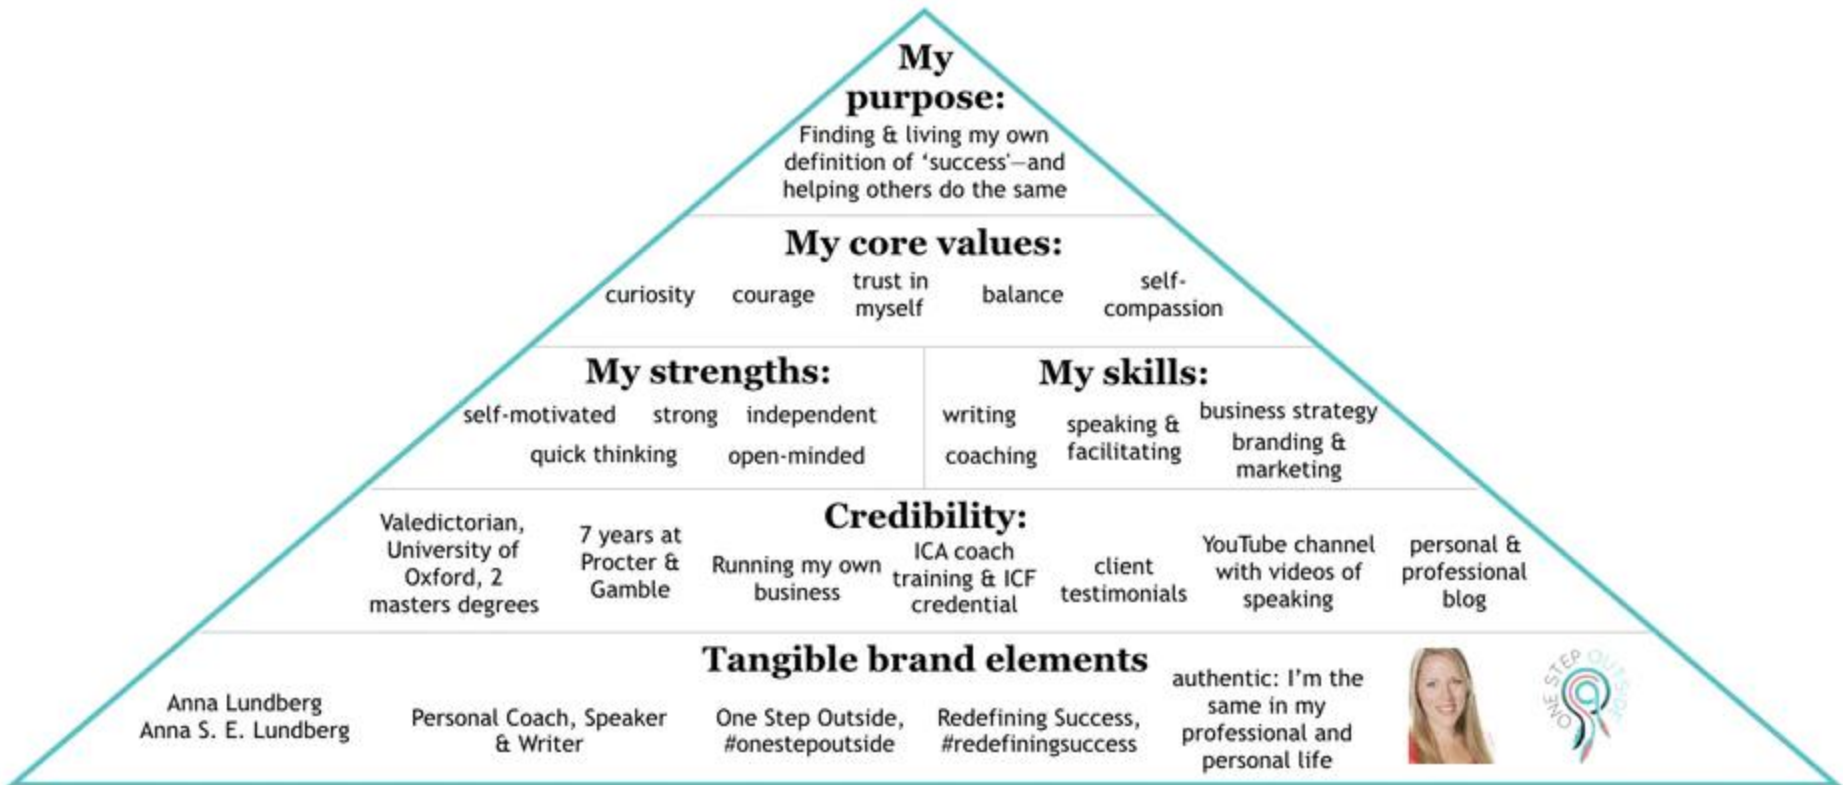 My
purpose:
Finding & living my own
definition of ‘success'—and
helping others do the same
My core values:
curiosity
courage
trust in
myself
balance
self-
compassion
My strengths:
self-motivated
strong
independent
quick thinking
open-minded
My skills:
writing
coaching
speaking &
facilitating
business strategy
branding &
marketing
Credibility:
Valedictorian,
University of
Oxford, 2
masters degrees
7 years at
Procter &
Gamble
Running my own
business
ICA coach
training & ICF
credential
client
testimonials
YouTube channel
with videos of
speaking
personal &
professional
blog
Tangible brand elements
Anna Lundberg
Anna S. E. Lundberg
Personal Coach, Speaker
& Writer
One Step Outside,
#onestepoutside
Redefining Success,
#redefiningsuccess
authentic: I’m the
same in my
professional and
personal life
ONE STEP OUTSIDE